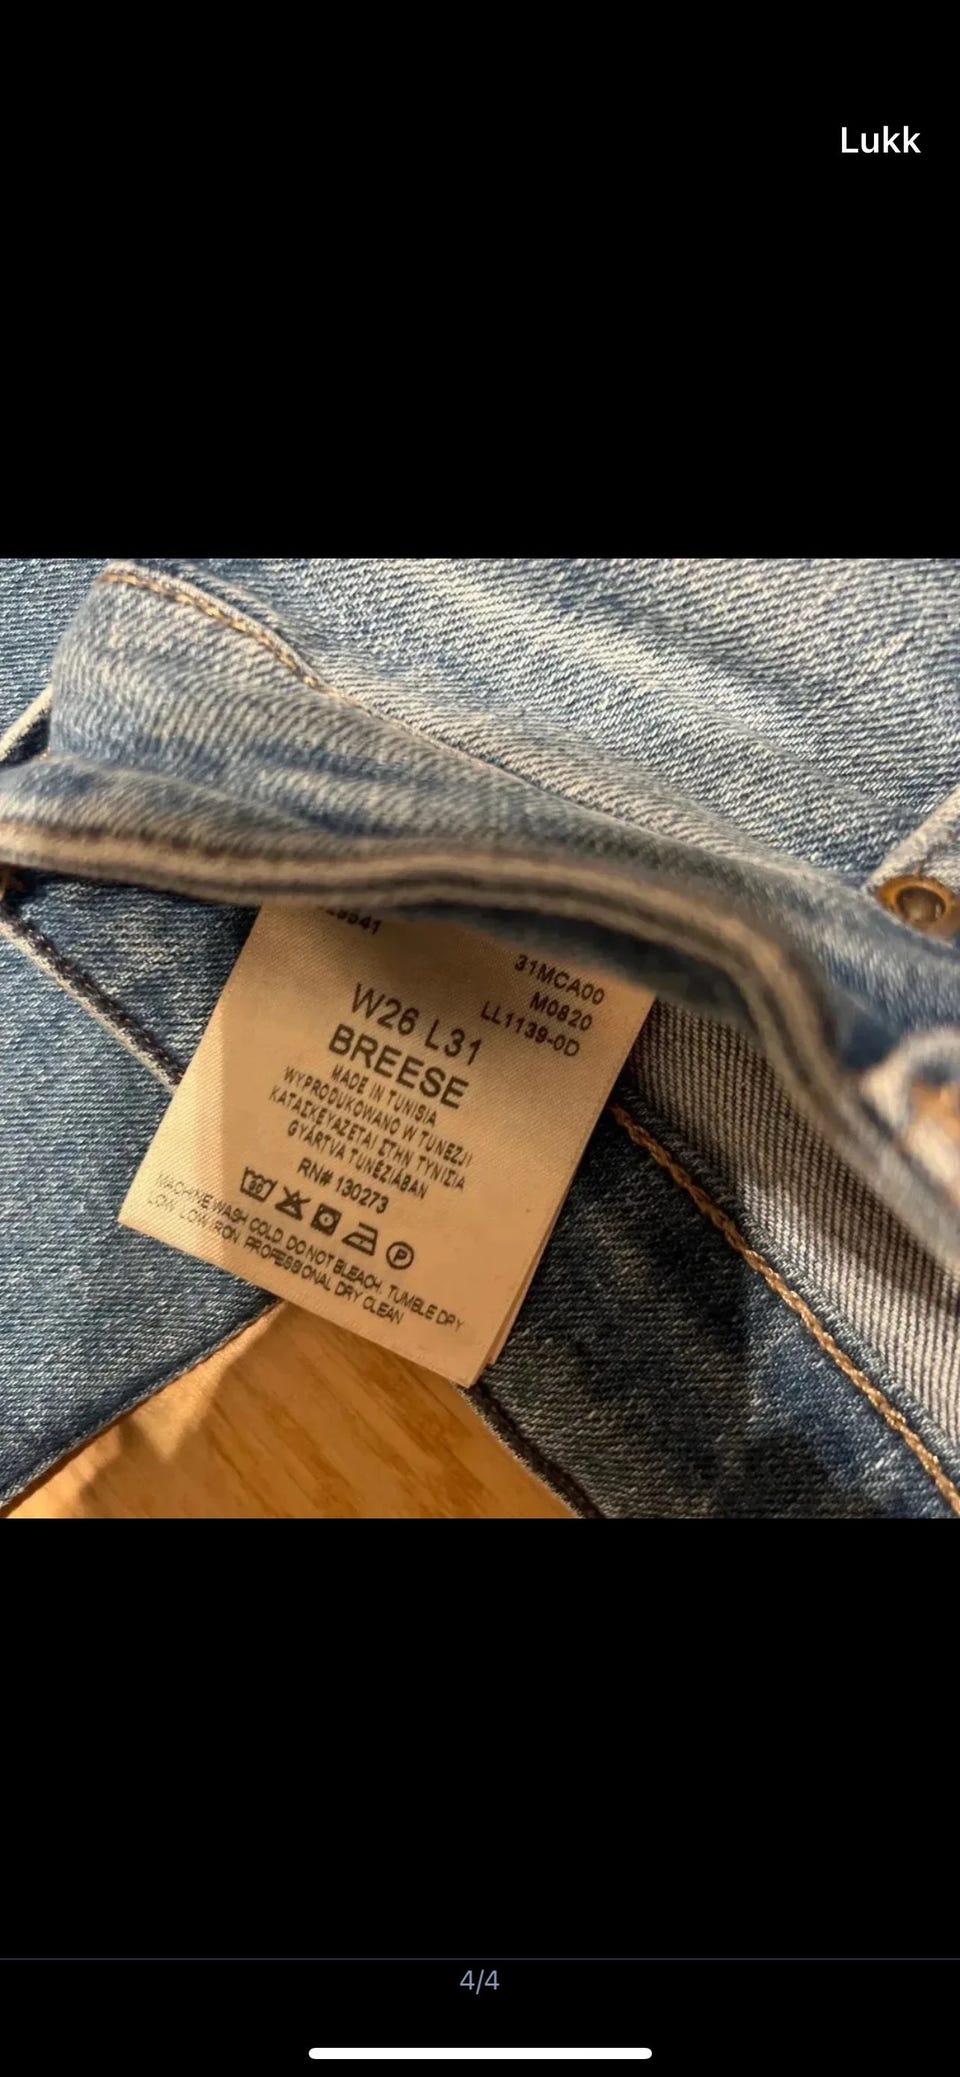 Lukk
31MCA00
M0820
LL1139-0D
W26 L31
BREESE
MADE IN TUNISIA
WYPRODUKOWANO W TUNEZJI
ΚΑΤΑΣΚΕΥΑΖΕΤΑΙ ΣΤΗΝ ΤΥΝΙΣΙΑ
GYÁRTVA TUNÉZIÁBAN
RN# 130273
P
MACHINE WASH COLD. DO NOT BLEACH. TUMBLE DRY
LOW. LOW IRON. PROFESSIONAL DRY CLEAN
4/4